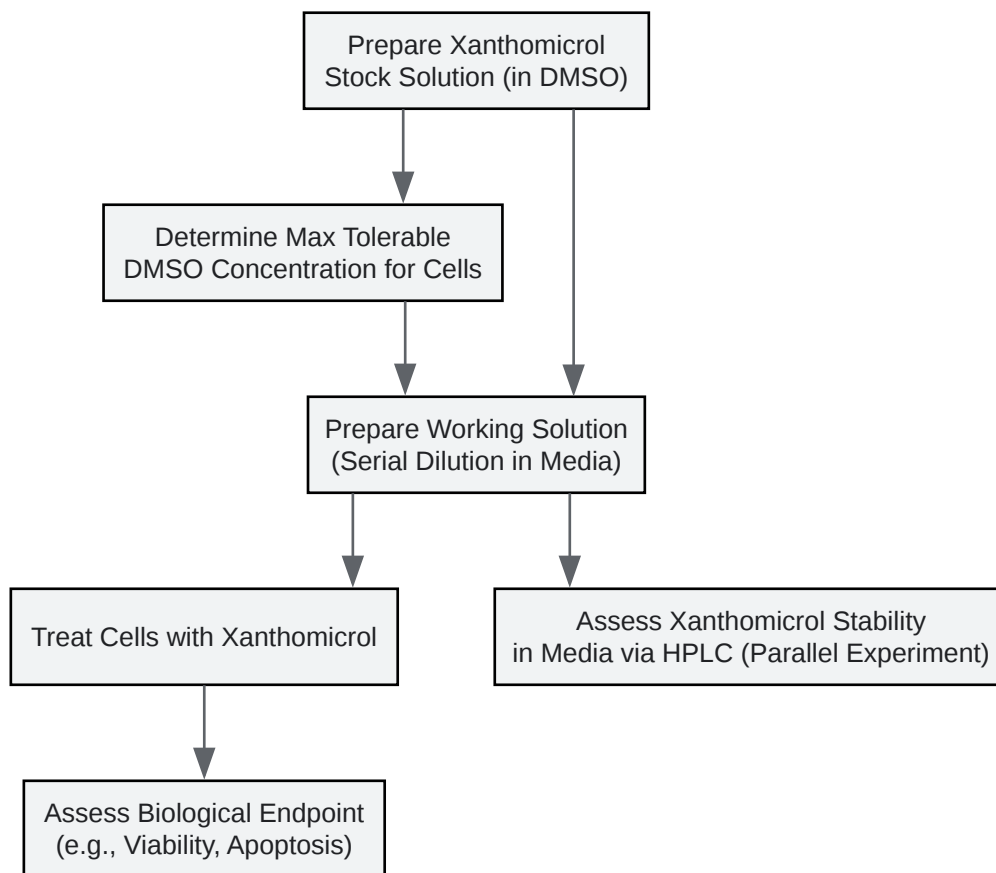 Prepare Xanthomicrol
Stock Solution (in DMSO)
Determine Max Tolerable
DMSO Concentration for Cells
Prepare Working Solution
(Serial Dilution in Media)
Treat Cells with Xanthomicrol
Assess Xanthomicrol Stability
in Media via HPLC (Parallel Experiment)
Assess Biological Endpoint
(e.g., Viability, Apoptosis)